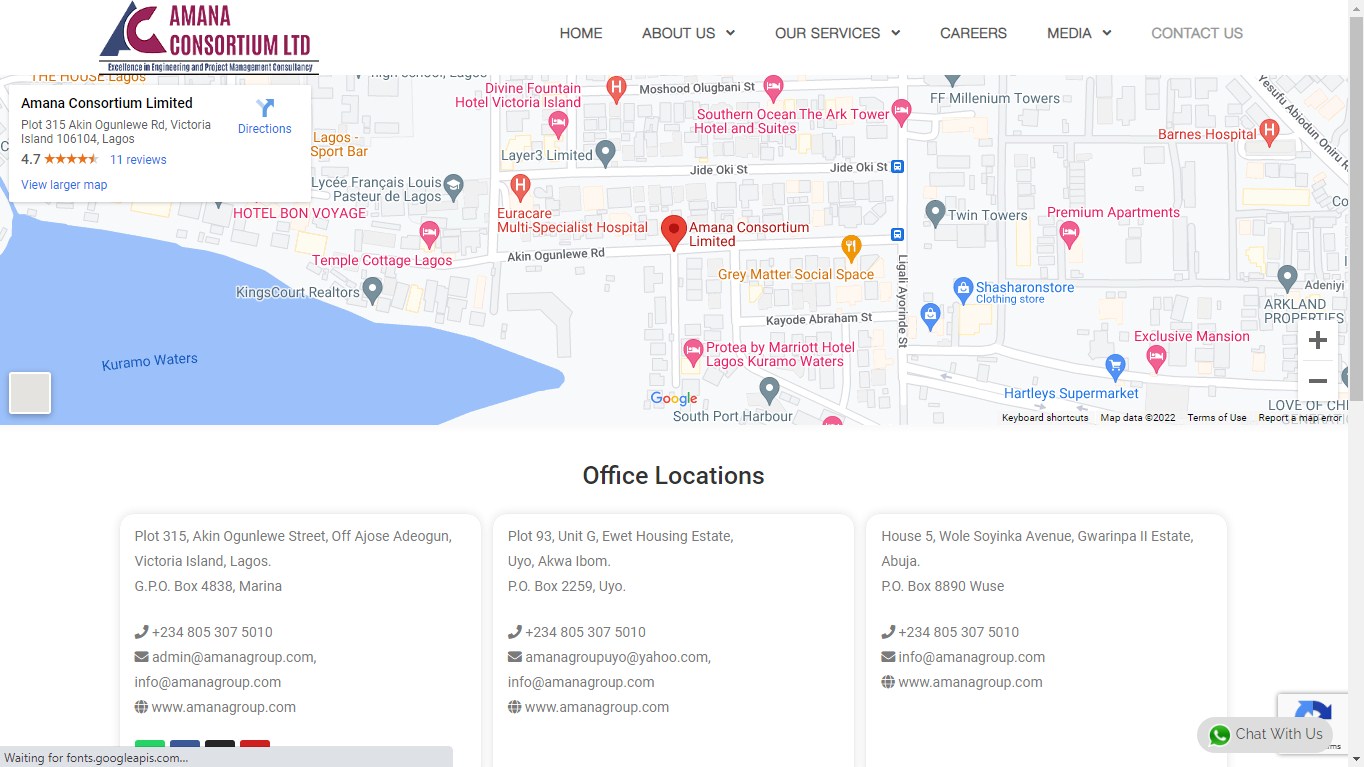 AMANA
CONSORTIUM LTD
Excellence in Engineering and Project Management Consultancy
HOME
ABOUT US
OUR SERVICES
CAREERS
MEDIA
CONTACT US
THE HOUSE Lagos
High School, Lagos
Amana Consortium Limited
Plot 315 Akin Ogunlewe Rd, Victoria
Island 106104, Lagos
4.7
11 reviews
View larger map
Directions
Lagos -
Sport Bar
Divine Fountain
Hotel Victoria Island
Moshood Olugbani St
Southern Ocean The Ark Tower
Hotel and Suites
FF Millenium Towers
Yesufu Abiodun Oniru R
Barnes Hospital
Layer3 Limited
Jide Oki St
Jide Oki St
Lycée Français Louis
Pasteur de Lagos
HOTEL BON VOYAGE
Euracare
Multi-Specialist Hospital
Amana Consortium
Limited
Twin Towers
Premium Apartments
Co
Temple Cottage Lagos
Akin Ogunlewe Rd
Grey Matter Social Space
Ligali Ayorinde St
KingsCourt Realtors
Shasharonstore
Clothing store
Adeniyi
ARKLAND
PROPERTIES
Kayode Abraham St
Kuramo Waters
Protea by Marriott Hotel
Lagos Kuramo Waters
Exclusive Mansion
Hartleys Supermarket
Google
South Port Harbour
LOVE OF CH
Keyboard shortcuts
Map data ©2022
Terms of Use
Report a map error
Office Locations
Plot 315, Akin Ogunlewe Street, Off Ajose Adeogun,
Victoria Island, Lagos.
G.P.O. Box 4838, Marina
+234 805 307 5010
admin@amanagroup.com,
info@amanagroup.com
www.amanagroup.com
Plot 93, Unit G, Ewet Housing Estate,
Uyo, Akwa Ibom.
P.O. Box 2259, Uyo.
+234 805 307 5010
amanagroupuyo@yahoo.com,
info@amanagroup.com
www.amanagroup.com
House 5, Wole Soyinka Avenue, Gwarinpa II Estate,
Abuja.
P.O. Box 8890 Wuse
+234 805 307 5010
info@amanagroup.com
www.amanagroup.com
Chat With Us
Waiting for fonts.googleapis.com...